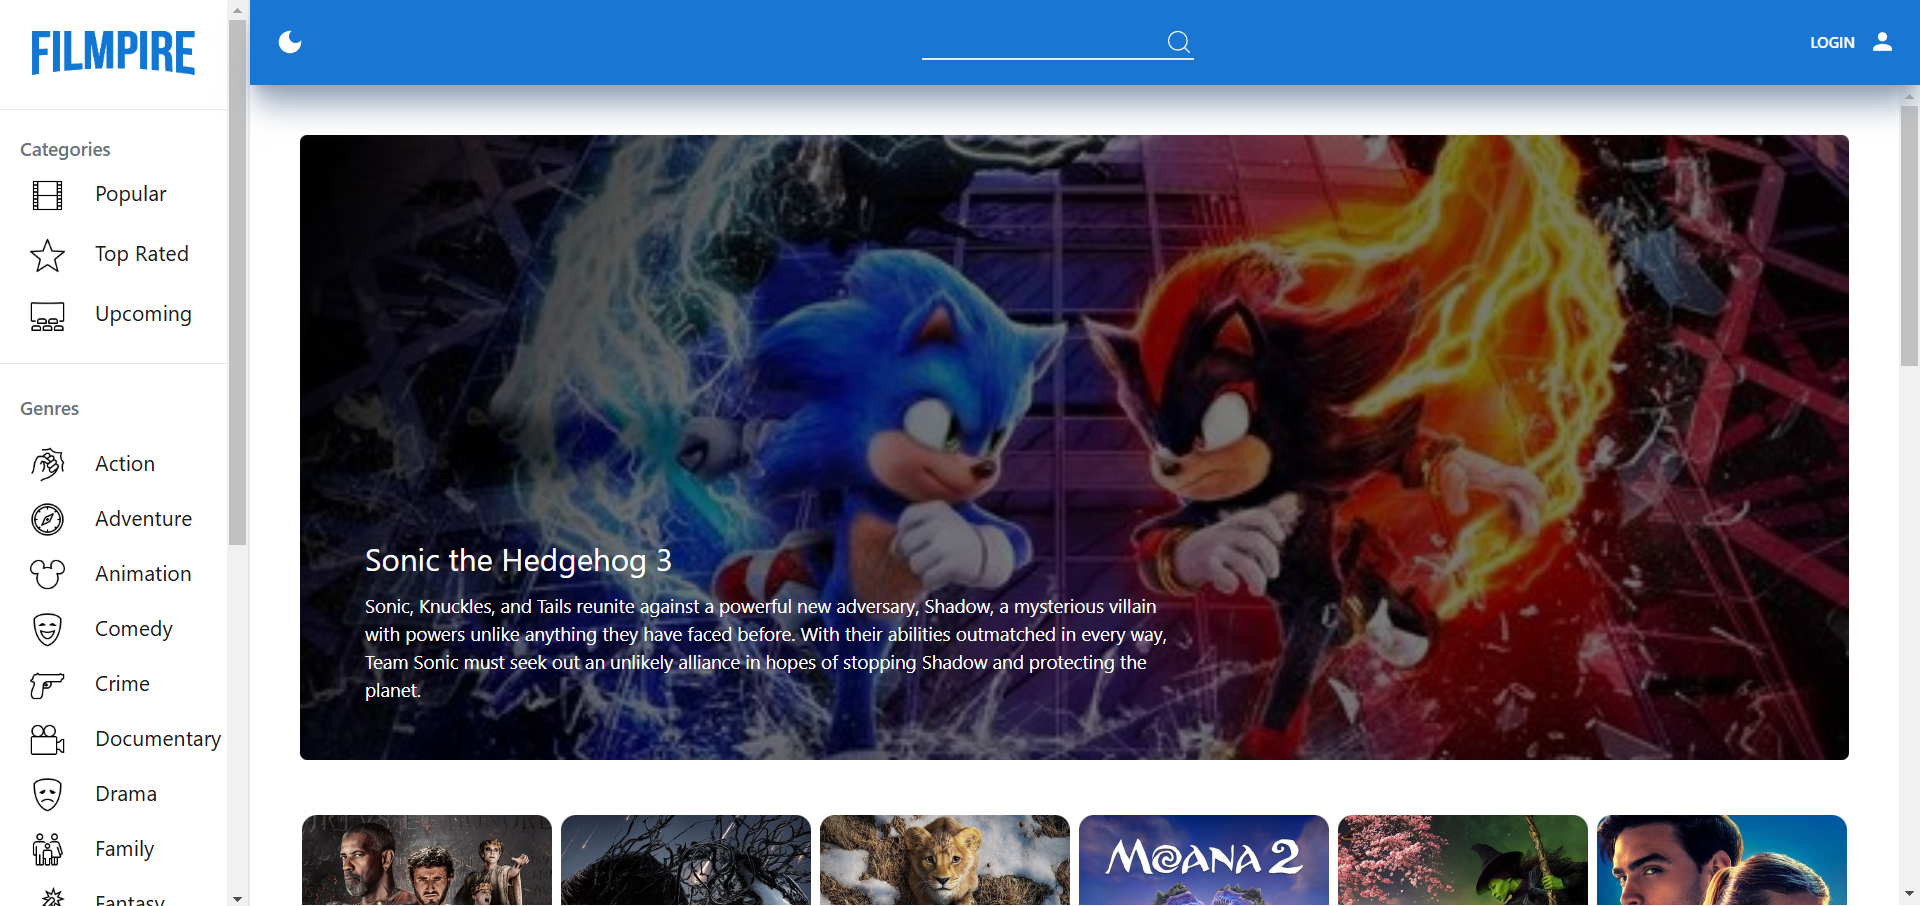 FILMPIRE
LOGIN
Categories
Popular
Top Rated
Upcoming
Genres
Action
Adventure
Animation
Comedy
Crime
Documentary
Drama
Family
Fantasy
Sonic the Hedgehog 3
Sonic, Knuckles, and Tails reunite against a powerful new adversary, Shadow, a mysterious villain
with powers unlike anything they have faced before. With their abilities outmatched in every way,
Team Sonic must seek out an unlikely alliance in hopes of stopping Shadow and protecting the
planet.
MOANA 2